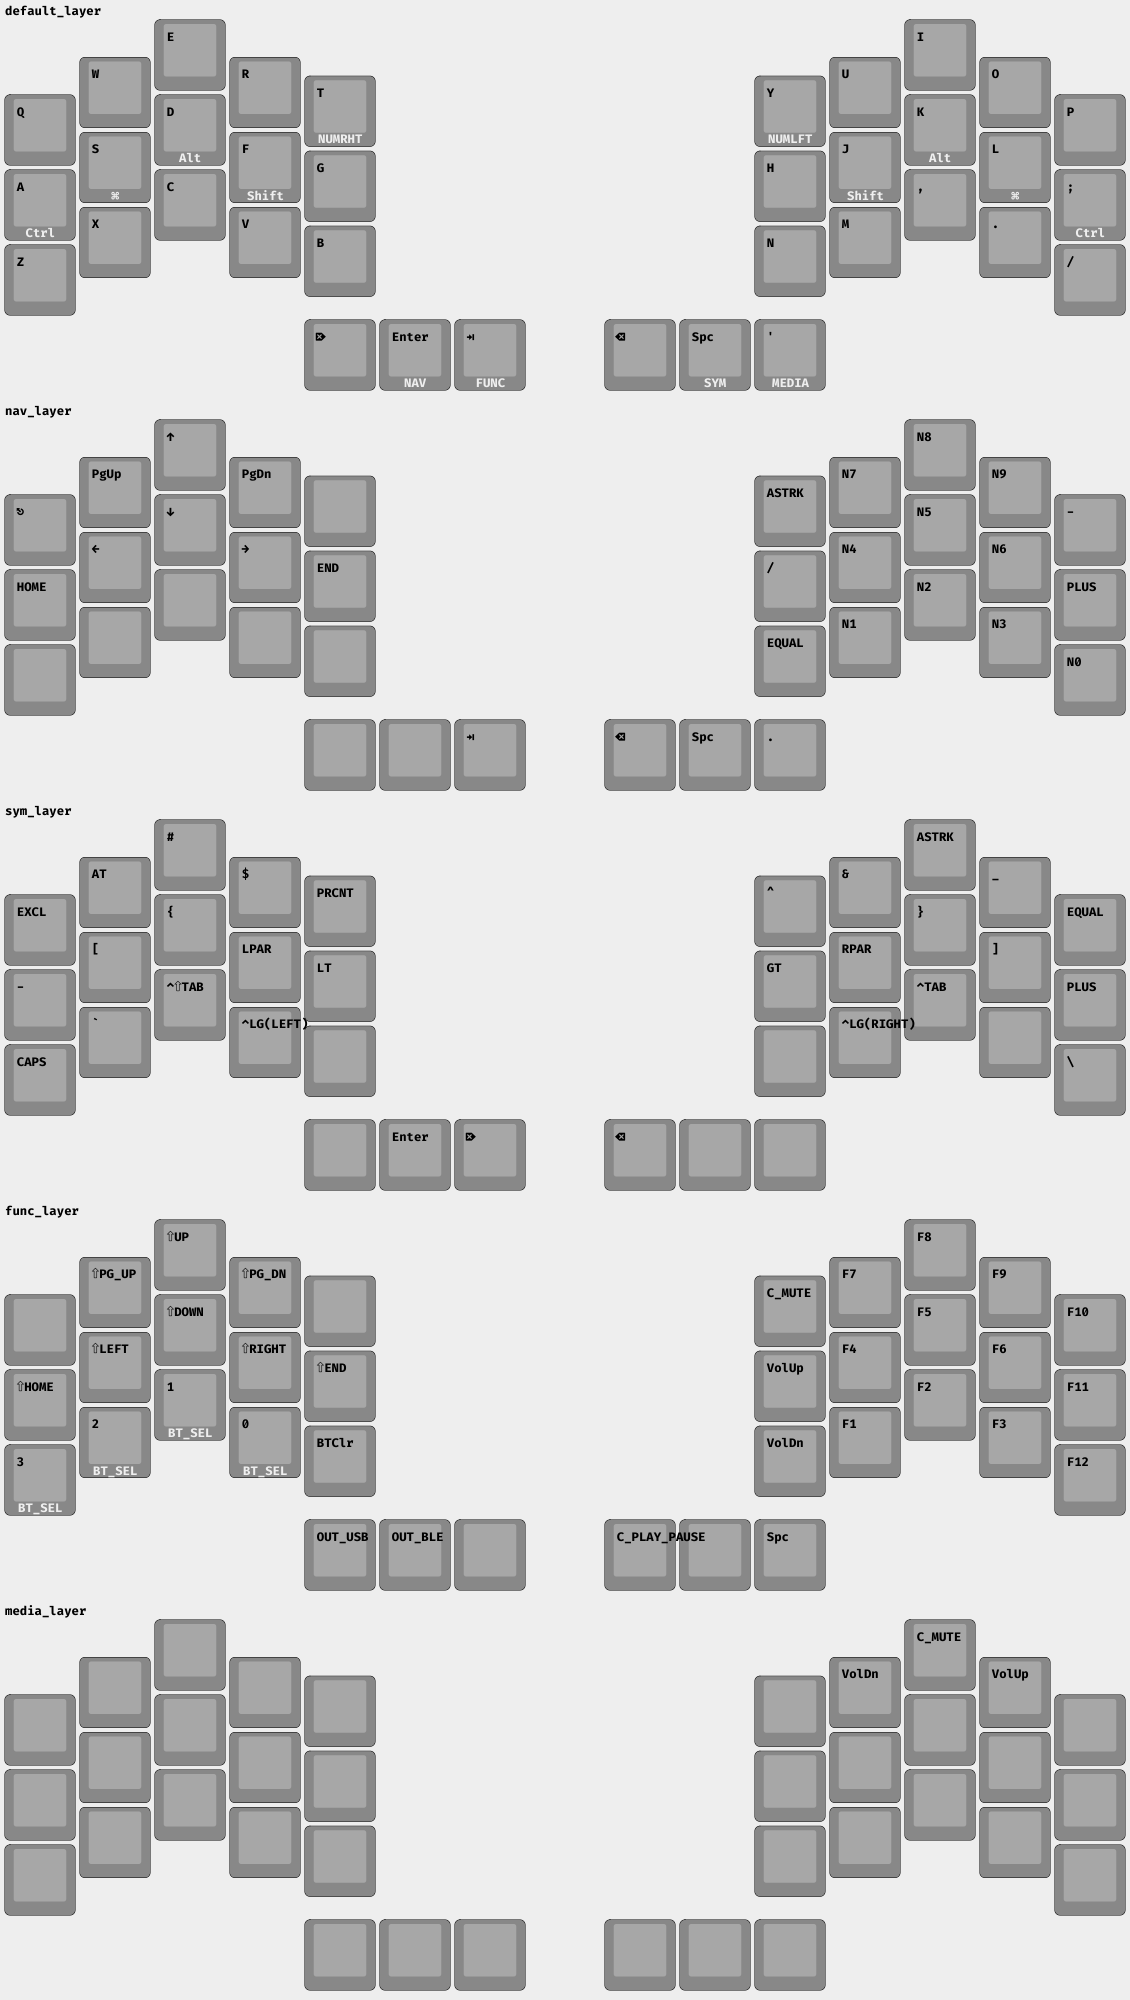 default_layer
E I
W R U O
T Y
Q D NUMRHT NUMLFT K P
S Alt F J Alt L
A C G H , ;
⌘ Shift Shift ⌘
X V M .
Ctrl Ctrl
B N
Z /
⌦ Enter ⇥ ⌫ Spc '
NAV FUNC SYM MEDIA
nav_layer
↑ N8
PgUp PgDn N7 N9
ASTRK
⎋ ↓ N5 -
← → N4 N6
END /
HOME N2 PLUS
N1 N3
EQUAL
N0
⇥ ⌫ Spc .
sym_layer
# ASTRK
AT $ & _
PRCNT ^
EXCL { } EQUAL
[ LPAR RPAR ]
LT GT
- ^⇧TAB ^TAB PLUS
` ^LG(LEFT) ^LG(RIGHT)
CAPS \
Enter ⌦ ⌫
func_layer
⇧UP F8
⇧PG_UP ⇧PG_DN F7 F9
C_MUTE
⇧DOWN F5 F10
⇧LEFT ⇧RIGHT F4 F6
⇧END VolUp
⇧HOME 1 F2 F11
2 BT_SEL 0 F1 F3
BTClr VolDn
3 F12
BT_SEL BT_SEL
BT_SEL
OUT_USB OUT_BLE C_PLAY_PAUSE Spc
media_layer
C_MUTE
VolDn VolUp